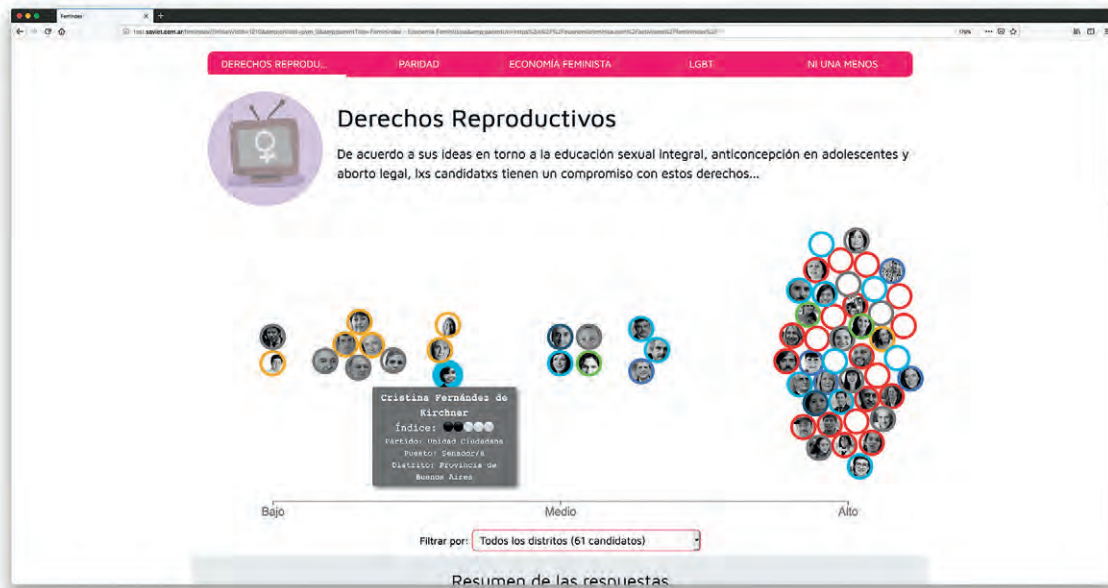 Feminindex
DERECHOS REPRODU...
PARIDAD
ECONOMÍA FEMINISTA
LGBT
NI UNA MENOS
Derechos Reproductivos
De acuerdo a sus ideas en torno a la educación sexual integral, anticoncepción en adolescentes y
aborto legal, lxs candidatxs tienen un compromiso con estos derechos...
Cristina Fernández de
Kirchner
Índice:
Partido: Unidad Ciudadana
Puesto: Senador/a
Distrito: Provincia de
Buenos Aires
Bajo
Medio
Alto
Filtrar por:
Todos los distritos (61 candidatos)
Resumen de las respuestas